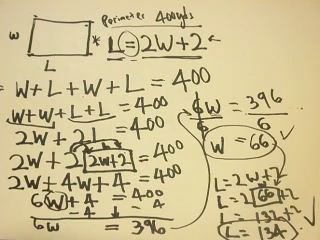 Perimeter 400yds
W
* L = 2W+2
L
= W+L+W+L = 400
W+W+L+L = 400
2W + 2L = 400
2W + 2 2W+2 = 400
2W + 4W + 4 = 400
6W + 4 = 400
- 4 4
6W = 396
6W = 396
6 6
W = 66
L = 2W+2
L = 2 66 +2
L = 132+2
L = 134